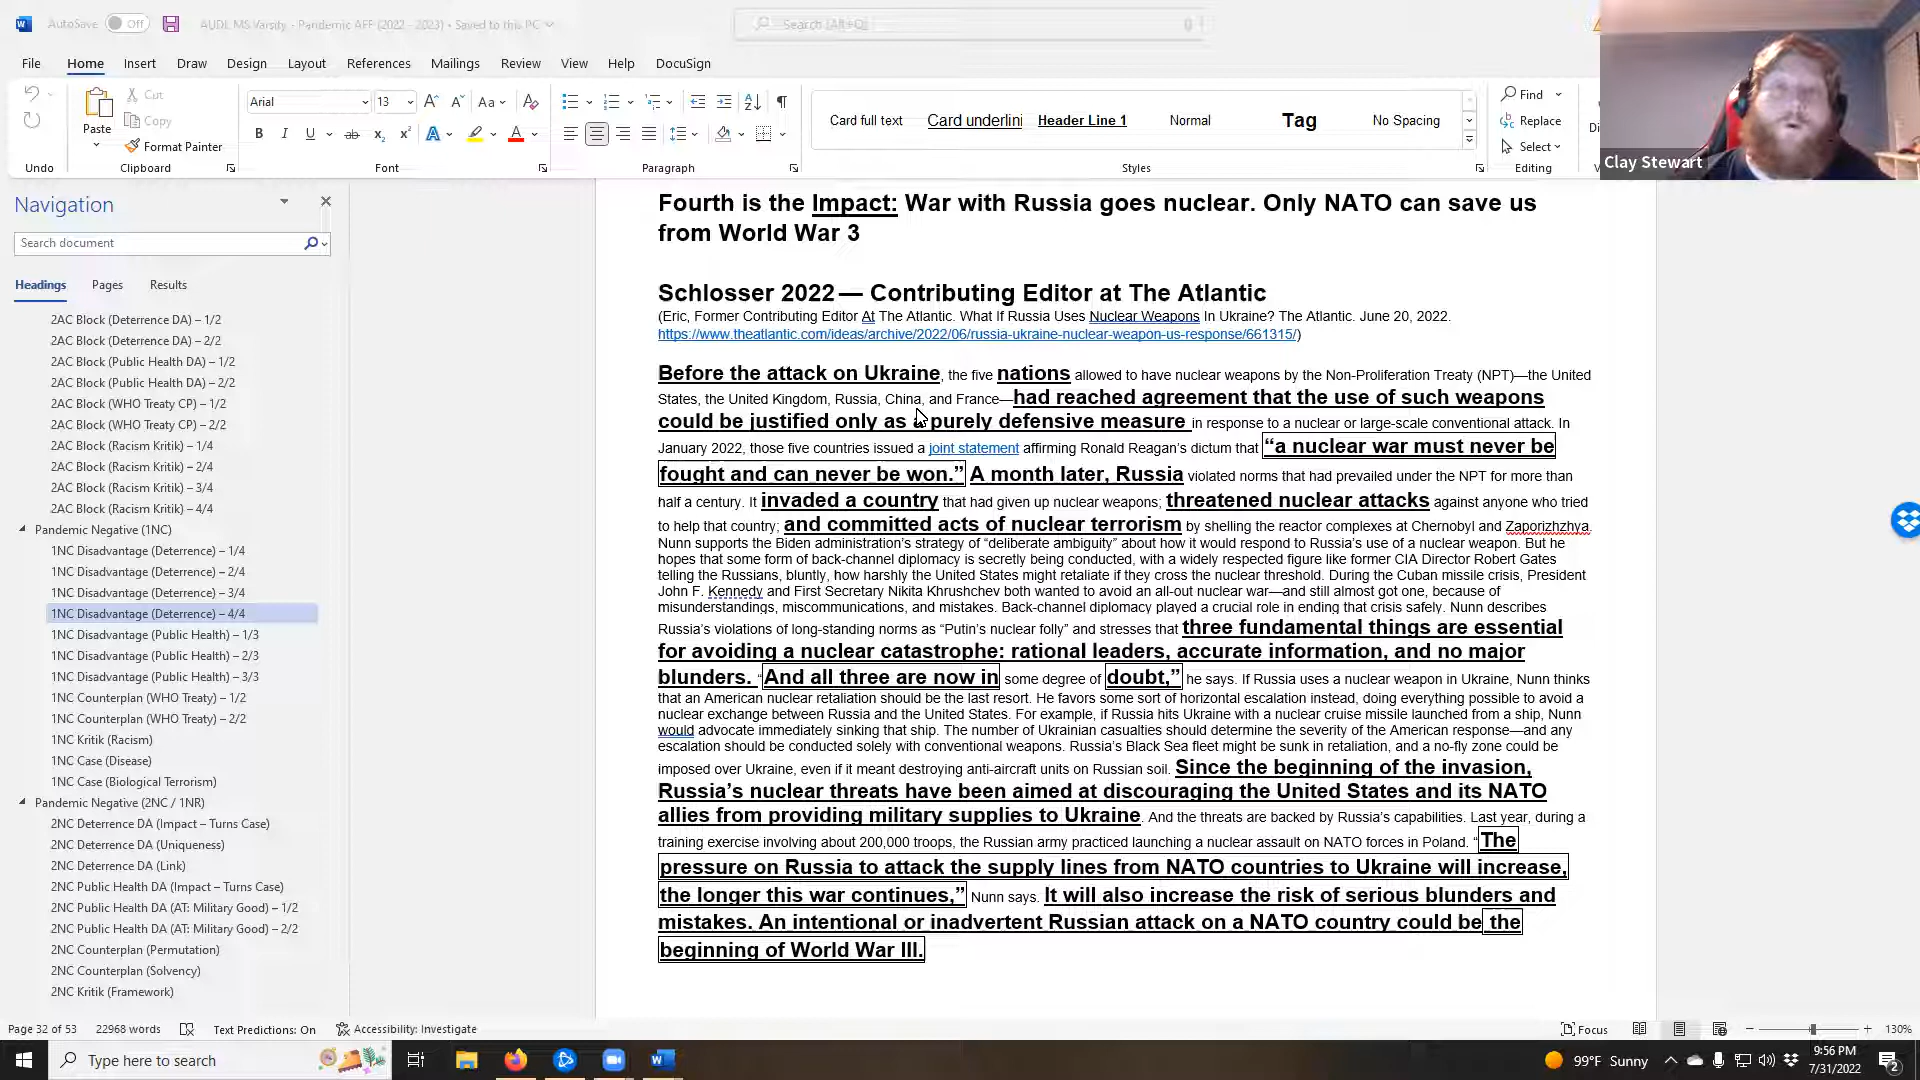 AutoSave Off AUDL MS Varsity - Pandemic AFF (2022 - 2023) • Saved to this PC
Search (Alt+Q)
File Home Insert Draw Design Layout References Mailings Review View Help DocuSign
Paste
Cut
Copy
Format Painter
Arial 13
Card full text Card underlini Header Line 1 Normal Tag No Spacing
Find
Replace
Select
Undo Clipboard Font Paragraph Styles Editing
Clay Stewart
Navigation
Search document
Headings Pages Results
2AC Block (Deterrence DA) – 1/2
2AC Block (Deterrence DA) – 2/2
2AC Block (Public Health DA) – 1/2
2AC Block (Public Health DA) – 2/2
2AC Block (WHO Treaty CP) – 1/2
2AC Block (WHO Treaty CP) – 2/2
2AC Block (Racism Kritik) – 1/4
2AC Block (Racism Kritik) – 2/4
2AC Block (Racism Kritik) – 3/4
2AC Block (Racism Kritik) – 4/4
Pandemic Negative (1NC)
1NC Disadvantage (Deterrence) – 1/4
1NC Disadvantage (Deterrence) – 2/4
1NC Disadvantage (Deterrence) – 3/4
1NC Disadvantage (Deterrence) – 4/4
1NC Disadvantage (Public Health) – 1/3
1NC Disadvantage (Public Health) – 2/3
1NC Disadvantage (Public Health) – 3/3
1NC Counterplan (WHO Treaty) – 1/2
1NC Counterplan (WHO Treaty) – 2/2
1NC Kritik (Racism)
1NC Case (Disease)
1NC Case (Biological Terrorism)
Pandemic Negative (2NC / 1NR)
2NC Deterrence DA (Impact – Turns Case)
2NC Deterrence DA (Uniqueness)
2NC Deterrence DA (Link)
2NC Public Health DA (Impact – Turns Case)
2NC Public Health DA (AT: Military Good) – 1/2
2NC Public Health DA (AT: Military Good) – 2/2
2NC Counterplan (Permutation)
2NC Counterplan (Solvency)
2NC Kritik (Framework)
Fourth is the Impact: War with Russia goes nuclear. Only NATO can save us
from World War 3
Schlosser 2022 — Contributing Editor at The Atlantic
(Eric, Former Contributing Editor At The Atlantic. What If Russia Uses Nuclear Weapons In Ukraine? The Atlantic. June 20, 2022.
https://www.theatlantic.com/ideas/archive/2022/06/russia-ukraine-nuclear-weapon-us-response/661315/)
Before the attack on Ukraine, the five nations allowed to have nuclear weapons by the Non-Proliferation Treaty (NPT)—the United
States, the United Kingdom, Russia, China, and France—had reached agreement that the use of such weapons
could be justified only as a purely defensive measure in response to a nuclear or large-scale conventional attack. In
January 2022, those five countries issued a joint statement affirming Ronald Reagan’s dictum that “a nuclear war must never be
fought and can never be won.” A month later, Russia violated norms that had prevailed under the NPT for more than
half a century. It invaded a country that had given up nuclear weapons; threatened nuclear attacks against anyone who tried
to help that country; and committed acts of nuclear terrorism by shelling the reactor complexes at Chernobyl and Zaporizhzhya.
Nunn supports the Biden administration’s strategy of “deliberate ambiguity” about how it would respond to Russia’s use of a nuclear weapon. But he
hopes that some form of back-channel diplomacy is secretly being conducted, with a widely respected figure like former CIA Director Robert Gates
telling the Russians, bluntly, how harshly the United States might retaliate if they cross the nuclear threshold. During the Cuban missile crisis, President
John F. Kennedy and First Secretary Nikita Khrushchev both wanted to avoid an all-out nuclear war—and still almost got one, because of
misunderstandings, miscommunications, and mistakes. Back-channel diplomacy played a crucial role in ending that crisis safely. Nunn describes
Russia’s violations of long-standing norms as “Putin’s nuclear folly” and stresses that three fundamental things are essential
for avoiding a nuclear catastrophe: rational leaders, accurate information, and no major
blunders. “And all three are now in some degree of doubt,” he says. If Russia uses a nuclear weapon in Ukraine, Nunn thinks
that an American nuclear retaliation should be the last resort. He favors some sort of horizontal escalation instead, doing everything possible to avoid a
nuclear exchange between Russia and the United States. For example, if Russia hits Ukraine with a nuclear cruise missile launched from a ship, Nunn
would advocate immediately sinking that ship. The number of Ukrainian casualties should determine the severity of the American response—and any
escalation should be conducted solely with conventional weapons. Russia’s Black Sea fleet might be sunk in retaliation, and a no-fly zone could be
imposed over Ukraine, even if it meant destroying anti-aircraft units on Russian soil. Since the beginning of the invasion,
Russia’s nuclear threats have been aimed at discouraging the United States and its NATO
allies from providing military supplies to Ukraine. And the threats are backed by Russia’s capabilities. Last year, during a
training exercise involving about 200,000 troops, the Russian army practiced launching a nuclear assault on NATO forces in Poland. “The
pressure on Russia to attack the supply lines from NATO countries to Ukraine will increase,
the longer this war continues,” Nunn says. It will also increase the risk of serious blunders and
mistakes. An intentional or inadvertent Russian attack on a NATO country could be the
beginning of World War III.
Page 32 of 53 22968 words Text Predictions: On Accessibility: Investigate Focus 130%
Type here to search
99°F Sunny
9:56 PM
7/31/2022
2